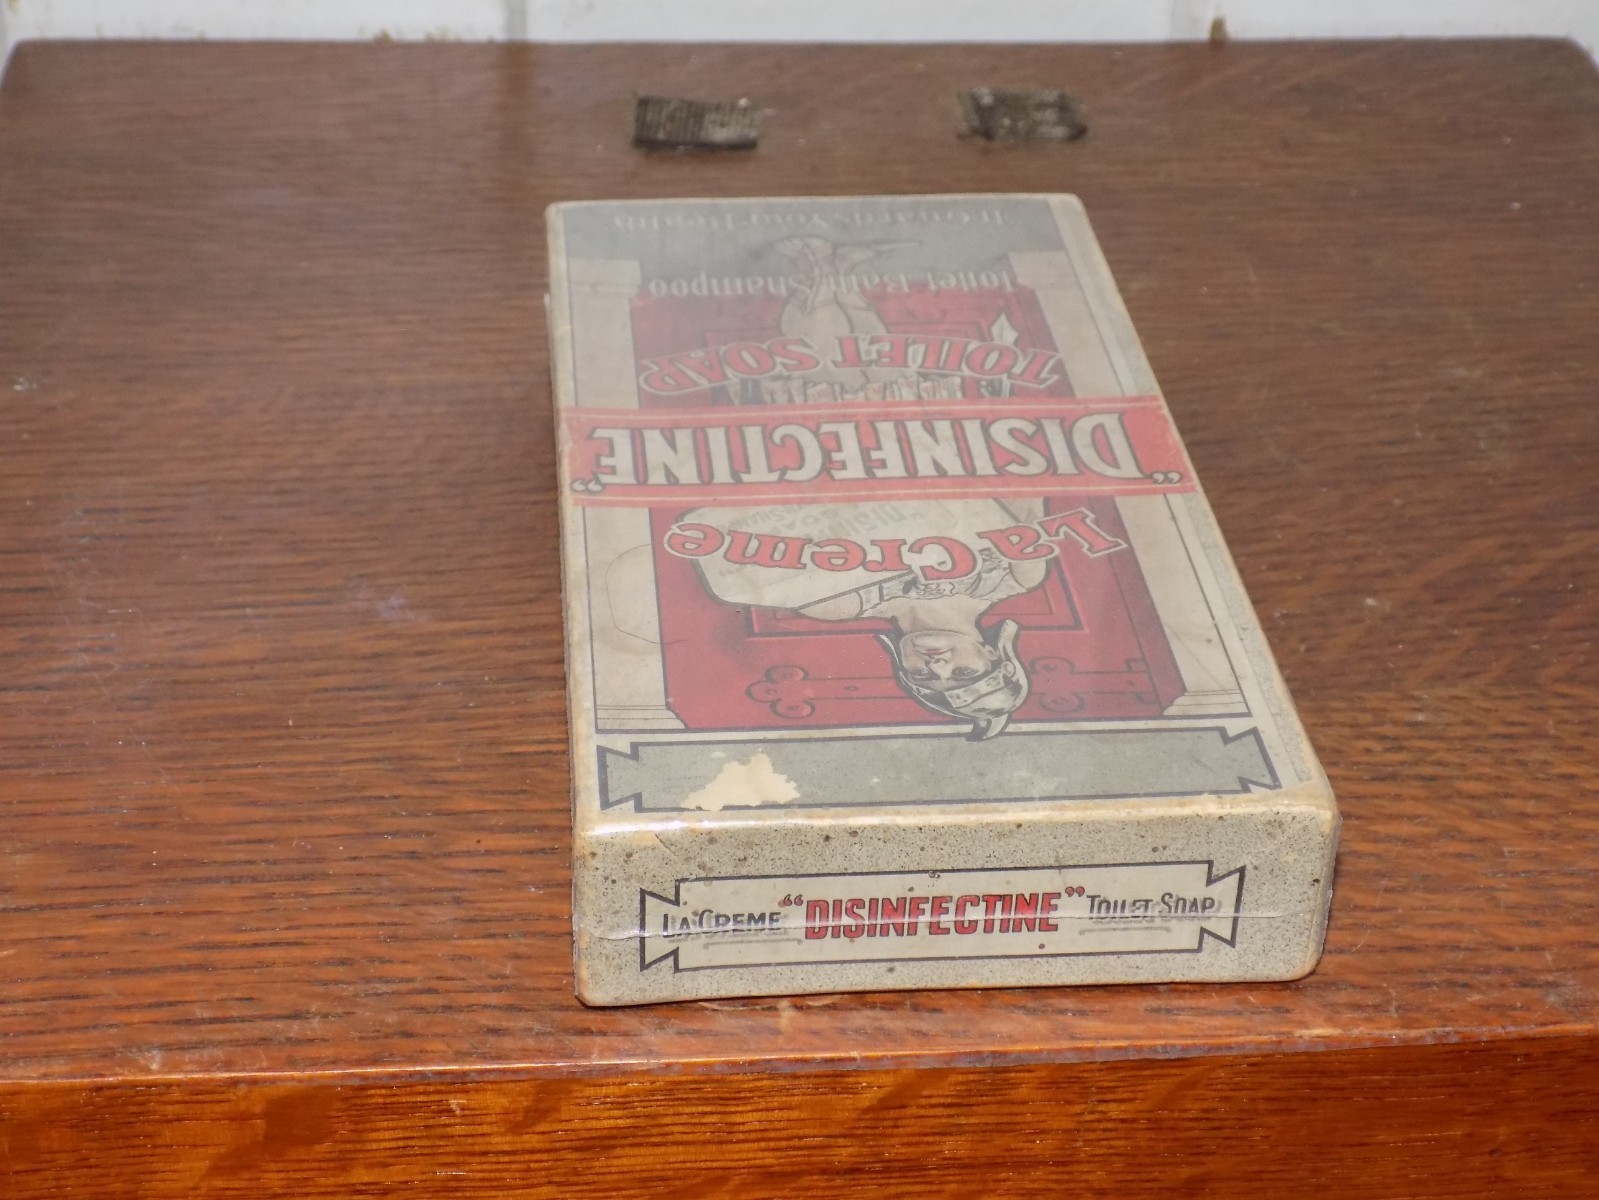 La Creme
"DISINFECTINE"
TOILET SOAP
Toilet Bath Shampoo
It Guards Your Health
LA CREME "DISINFECTINE" TOILET SOAP